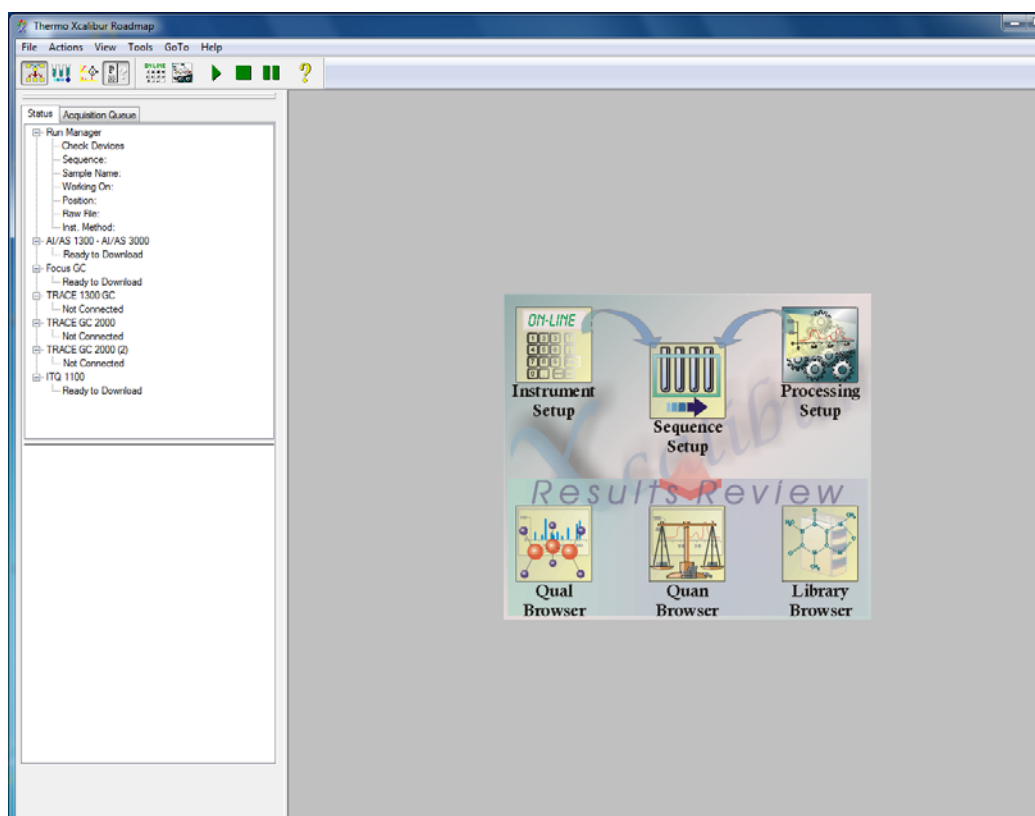 Thermo Xcalibur Roadmap
File Actions View Tools GoTo Help
ON-LINE
?
Status Acquisition Queue
Run Manager
Check Devices
Sequence:
Sample Name:
Working On:
Position:
Raw File:
Inst. Method:
AI/AS 1300 - AI/AS 3000
Ready to Download
Focus GC
Ready to Download
TRACE 1300 GC
Not Connected
TRACE GC 2000
Not Connected
TRACE GC 2000 (2)
Not Connected
ITQ 1100
Ready to Download
ON-LINE
Instrument
Setup
Sequence
Setup
Processing
Setup
Xcalibur
Results Review
Qual
Browser
Quan
Browser
Library
Browser